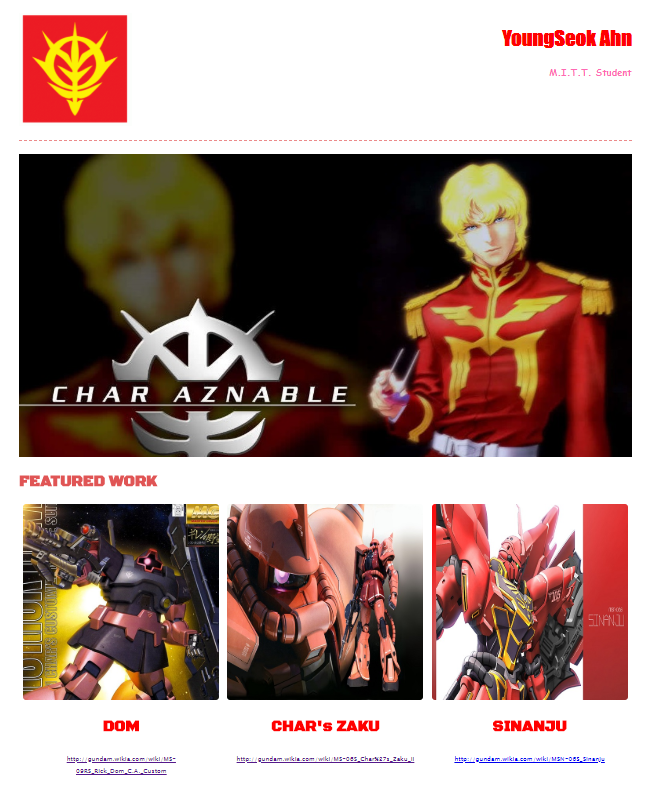 YoungSeok Ahn
M.I.T.T. Student
CHAR AZNABLE
FEATURED WORK
MG
SINANJU
DOM
CHAR's ZAKU
SINANJU
http://gundam.wikia.com/wiki/MS-
09RS_Rick_Dom_C.A._Custom
http://gundam.wikia.com/wiki/MS-06S_Char%27s_Zaku_II
http://gundam.wikia.com/wiki/MSN-06S_Sinanju